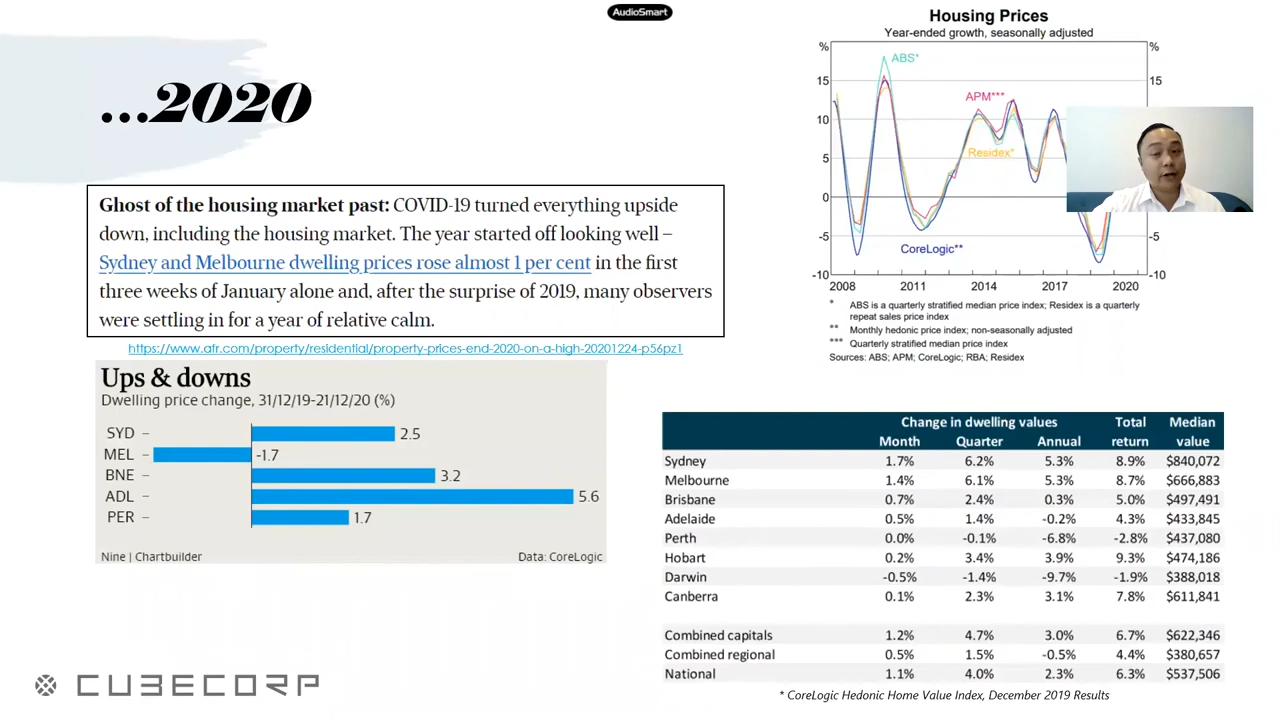 AudioSmart
...2020
Ghost of the housing market past: COVID-19 turned everything upside
down, including the housing market. The year started off looking well –
Sydney and Melbourne dwelling prices rose almost 1 per cent in the first
three weeks of January alone and, after the surprise of 2019, many observers
were settling in for a year of relative calm.
https://www.afr.com/property/residential/property-prices-end-2020-on-a-high-20201224-p56pz1
Ups & downs
Dwelling price change, 31/12/19-21/12/20 (%)
SYD 2.5
MEL -1.7
BNE 3.2
ADL 5.6
PER 1.7
Nine | Chartbuilder Data: CoreLogic
Housing Prices
Year-ended growth, seasonally adjusted
% %
ABS*
15 15
APM***
10
Residex*
5
0
CoreLogic**
-5 -5
-10 -10
2008 2011 2014 2017 2020
* ABS is a quarterly stratified median price index; Residex is a quarterly
repeat sales price index
** Monthly hedonic price index; non-seasonally adjusted
*** Quarterly stratified median price index
Sources: ABS; APM; CoreLogic; RBA; Residex
Change in dwelling values Total Median
Month Quarter Annual return value
Sydney 1.7% 6.2% 5.3% 8.9% $840,072
Melbourne 1.4% 6.1% 5.3% 8.7% $666,883
Brisbane 0.7% 2.4% 0.3% 5.0% $497,491
Adelaide 0.5% 1.4% -0.2% 4.3% $433,845
Perth 0.0% -0.1% -6.8% -2.8% $437,080
Hobart 0.2% 3.4% 3.9% 9.3% $474,186
Darwin -0.5% -1.4% -9.7% -1.9% $388,018
Canberra 0.1% 2.3% 3.1% 7.8% $611,841
Combined capitals 1.2% 4.7% 3.0% 6.7% $622,346
Combined regional 0.5% 1.5% -0.5% 4.4% $380,657
National 1.1% 4.0% 2.3% 6.3% $537,506
* CoreLogic Hedonic Home Value Index, December 2019 Results
CUBECORP